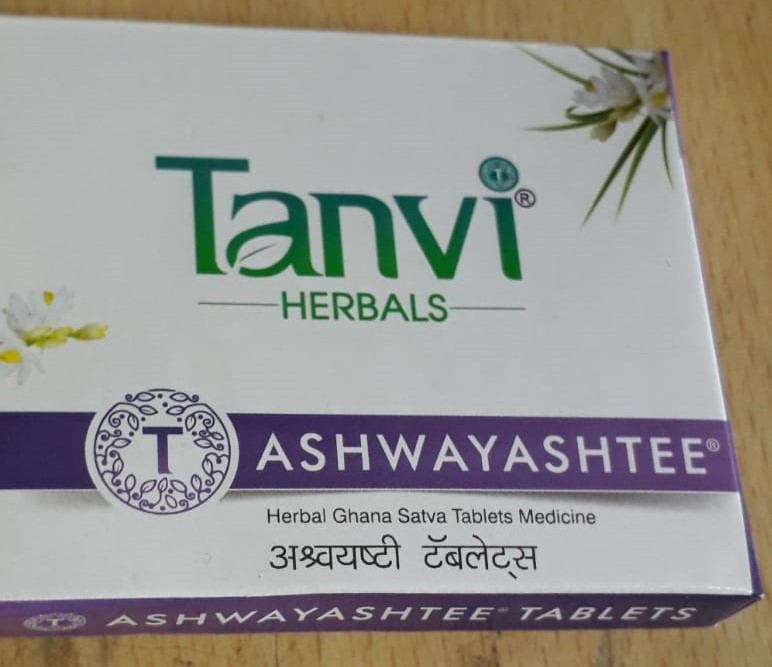 Tanvi®
HERBALS
T ASHWAYASHTEE®
Herbal Ghana Satva Tablets Medicine
अश्वयष्टी टॅबलेट्स
ASHWAYASHTEE® TABLETS